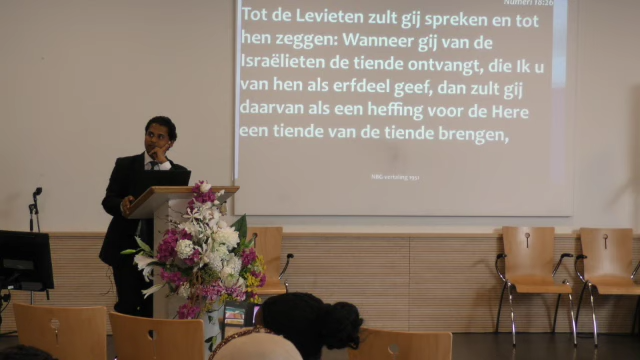 Numeri 18:26
Tot de Levieten zult gij spreken en tot
hen zeggen: Wanneer gij van de
Israëlieten de tiende ontvangt, die Ik u
van hen als erfdeel geef, dan zult gij
daarvan als een heffing voor de Here
een tiende van de tiende brengen,
NBG-vertaling 1951